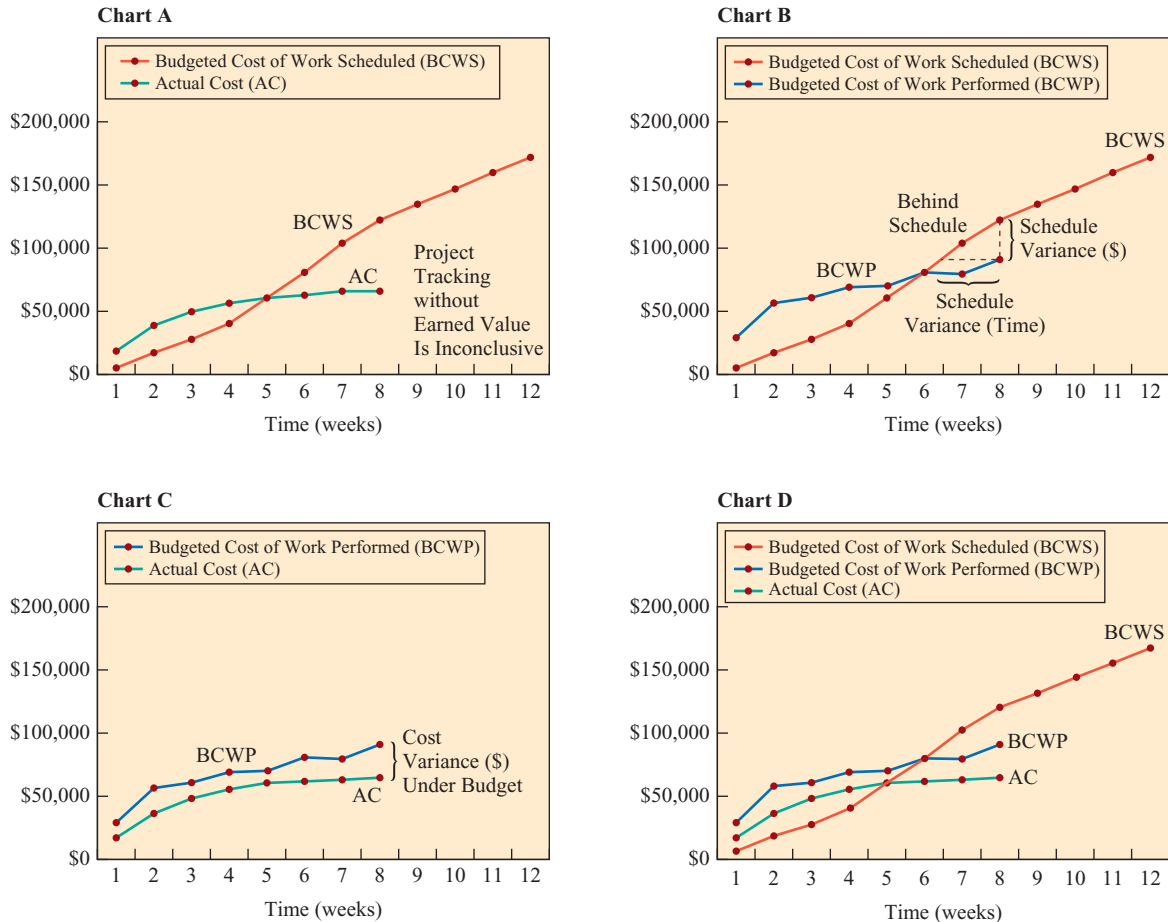 Chart A
Budgeted Cost of Work Scheduled (BCWS)
Actual Cost (AC)
$200,000
$150,000
$100,000
$50,000
$0
BCWS
AC
Project
Tracking
without
Earned Value
Is Inconclusive
1 2 3 4 5 6 7 8 9 10 11 12
Time (weeks)
Chart B
Budgeted Cost of Work Scheduled (BCWS)
Budgeted Cost of Work Performed (BCWP)
$200,000
$150,000
$100,000
$50,000
$0
BCWS
Behind
Schedule
Schedule
Variance ($)
BCWP
Schedule
Variance (Time)
1 2 3 4 5 6 7 8 9 10 11 12
Time (weeks)
Chart C
Budgeted Cost of Work Performed (BCWP)
Actual Cost (AC)
$200,000
$150,000
$100,000
$50,000
$0
BCWP
Cost
Variance ($)
Under Budget
AC
1 2 3 4 5 6 7 8 9 10 11 12
Time (weeks)
Chart D
Budgeted Cost of Work Scheduled (BCWS)
Budgeted Cost of Work Performed (BCWP)
Actual Cost (AC)
$200,000
$150,000
$100,000
$50,000
$0
BCWS
BCWP
AC
1 2 3 4 5 6 7 8 9 10 11 12
Time (weeks)